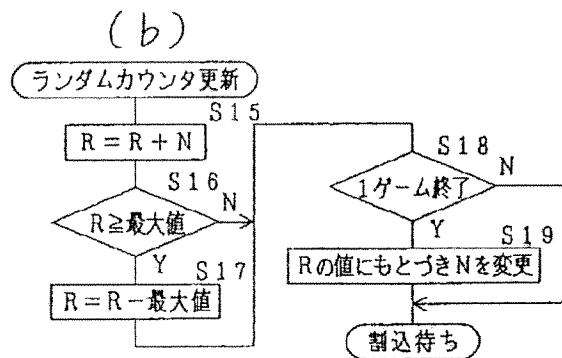 (b)
ランダムカウンタ更新
S15
R=R+N
S16
R≧最大値
N
Y
S17
R=R-最大値
S18
1ゲーム終了
N
Y
S19
Rの値にもとづきNを変更
割込待ち